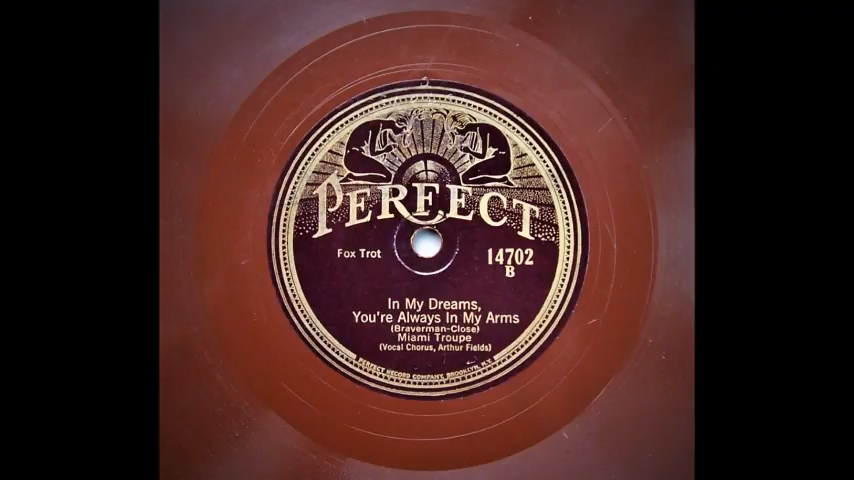 PERFECT
Fox Trot
14702
B
In My Dreams,
You're Always In My Arms
(Braverman-Close)
Miami Troupe
(Vocal Chorus, Arthur Fields)
PERFECT RECORD COMPANY, BROOKLYN, N.Y.